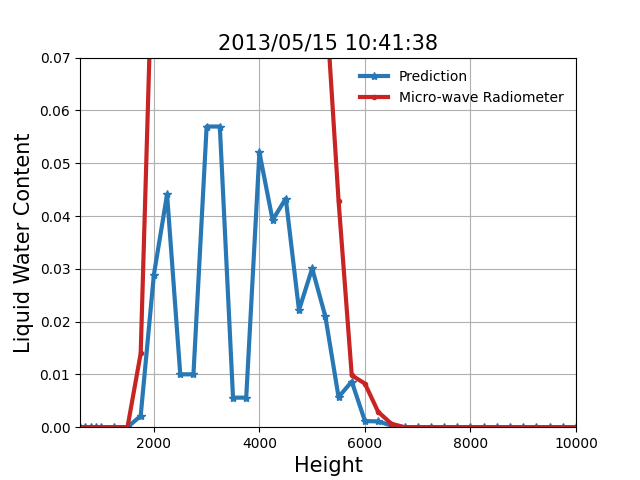 2013/05/15 10:41:38
Prediction
Micro-wave Radiometer
Liquid Water Content
0.07
0.06
0.05
0.04
0.03
0.02
0.01
0.00
2000 4000 6000 8000 10000
Height